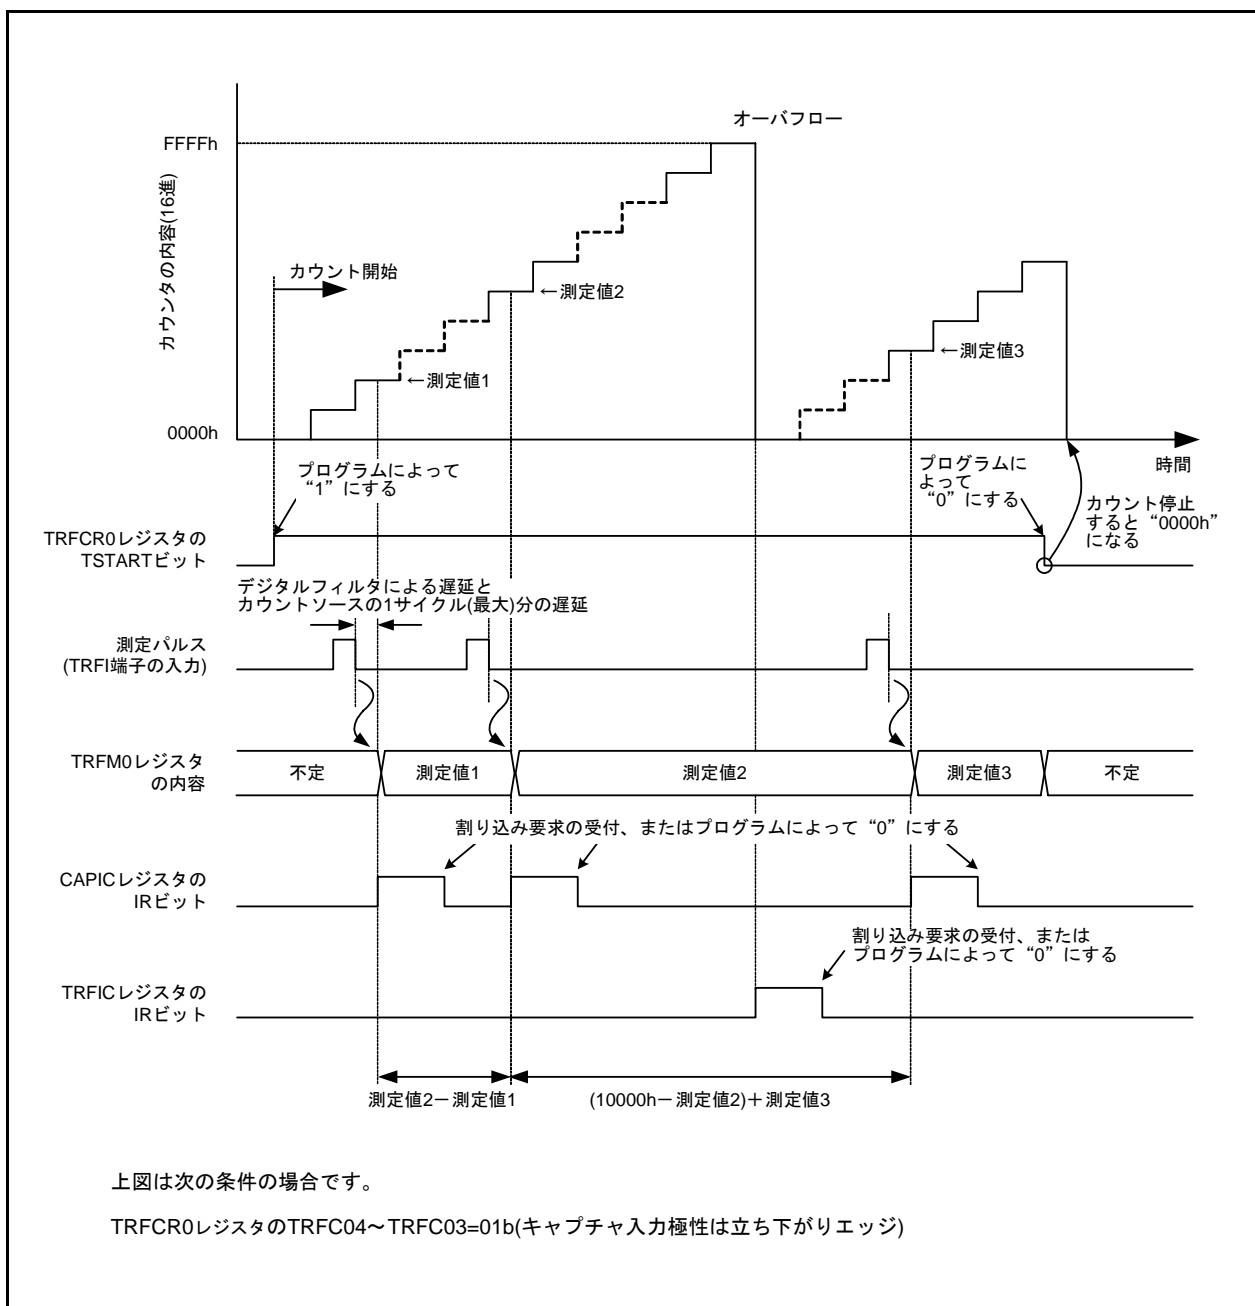 オーバフロー
FFFFh
カウンタの内容(16進)
カウント開始
←測定値2
←測定値3
←測定値1
0000h
時間
プログラムによって
“1”にする
プログラムに
よって
“0”にする
カウント停止
すると“0000h”
になる
TRFCR0レジスタの
TSTARTビット
デジタルフィルタによる遅延と
カウントソースの1サイクル(最大)分の遅延
測定パルス
(TRFI端子の入力)
TRFM0レジスタ
の内容
不定
測定値1
測定値2
測定値3
不定
割り込み要求の受付、またはプログラムによって“0”にする
CAPICレジスタの
IRビット
割り込み要求の受付、または
プログラムによって“0”にする
TRFICレジスタの
IRビット
測定値2－測定値1
(10000h－測定値2)＋測定値3
上図は次の条件の場合です。
TRFCR0レジスタのTRFC04～TRFC03=01b(キャプチャ入力極性は立ち下がりエッジ)